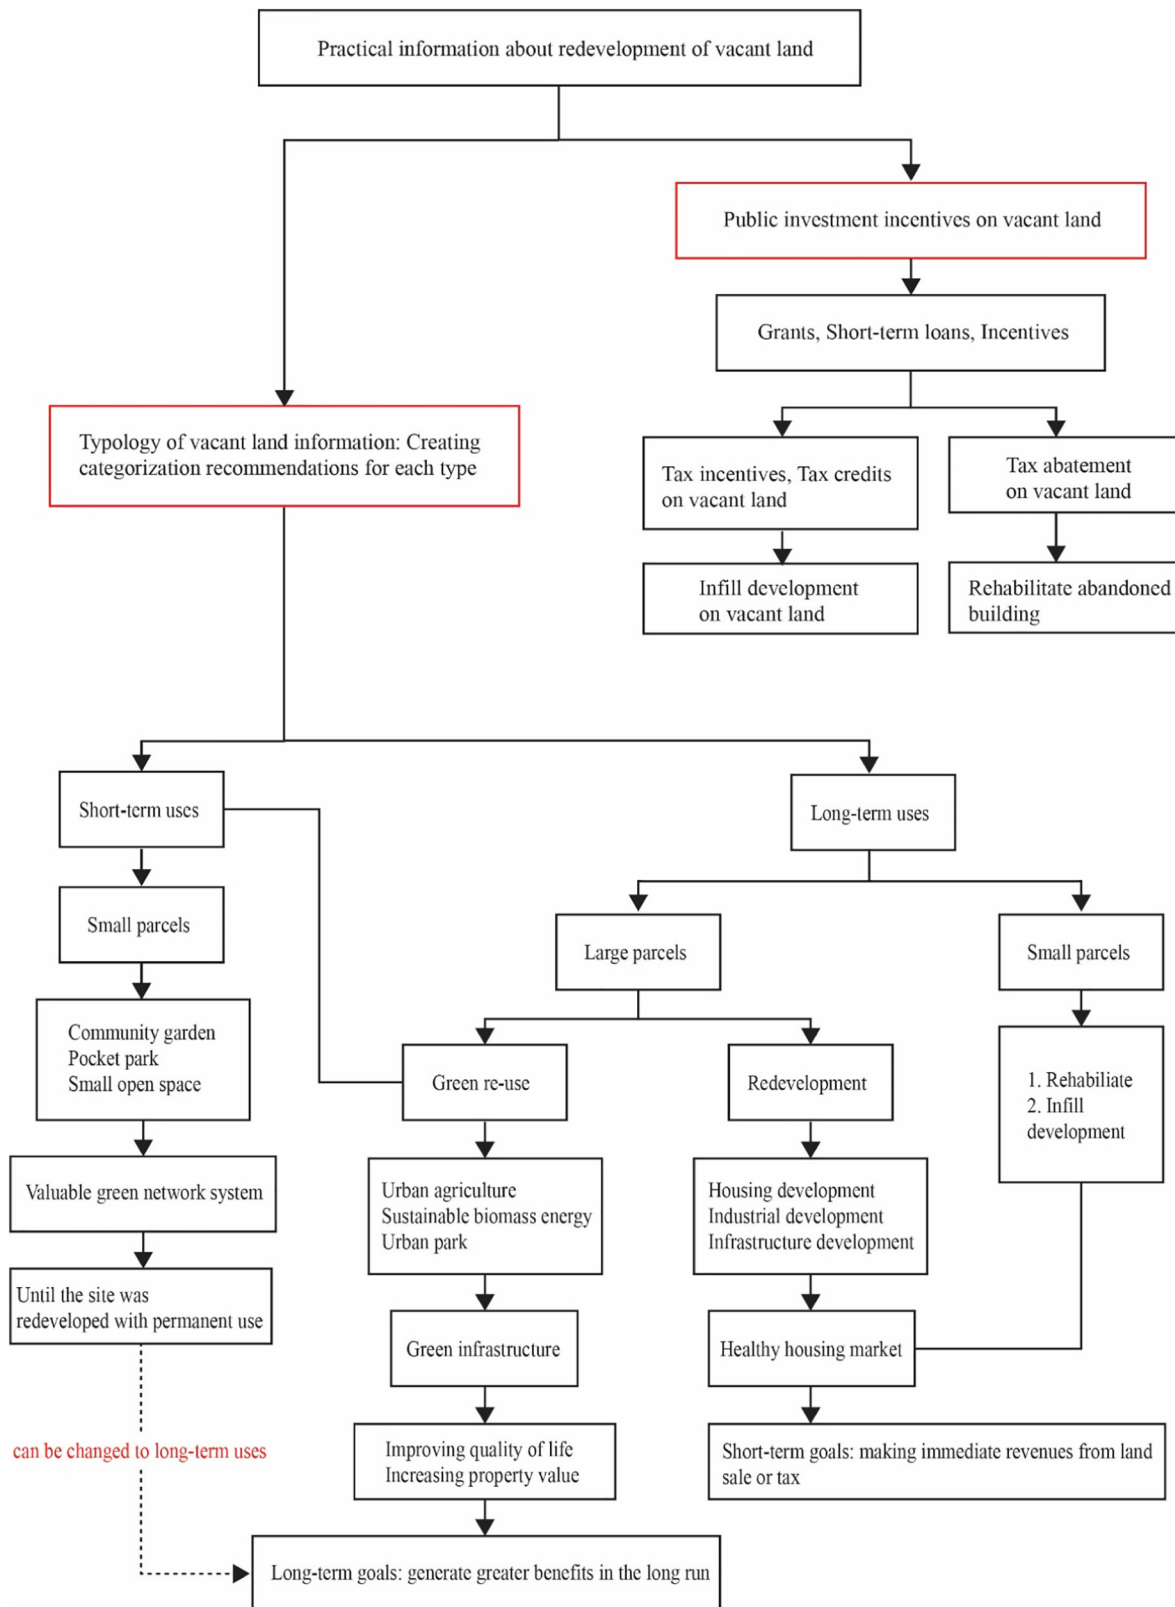 Practical information about redevelopment of vacant land
Public investment incentives on vacant land
Grants, Short-term loans, Incentives
Typology of vacant land information: Creating
categorization recommendations for each type
Tax incentives, Tax credits
on vacant land
Tax abatement
on vacant land
Infill development
on vacant land
Rehabilitate abandoned
building
Short-term uses
Long-term uses
Small parcels
Large parcels
Small parcels
Community garden
Pocket park
Small open space
Green re-use
Redevelopment
1. Rehabiliate
2. Infill
development
Valuable green network system
Urban agriculture
Sustainable biomass energy
Urban park
Housing development
Industrial development
Infrastructure development
Until the site was
redeveloped with permanent use
Green infrastructure
Healthy housing market
can be changed to long-term uses
Improving quality of life
Increasing property value
Short-term goals: making immediate revenues from land
sale or tax
Long-term goals: generate greater benefits in the long run